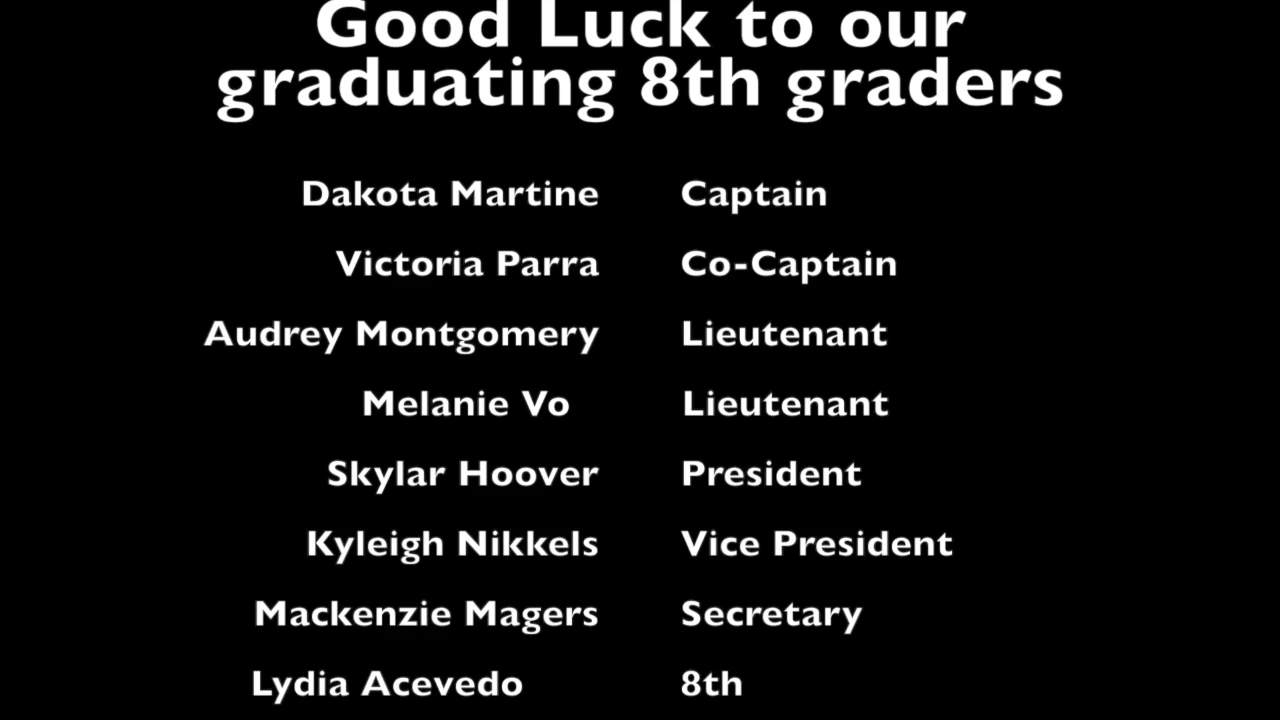 Good Luck to our
graduating 8th graders
Dakota Martine Captain
Victoria Parra Co-Captain
Audrey Montgomery Lieutenant
Melanie Vo Lieutenant
Skylar Hoover President
Kyleigh Nikkels Vice President
Mackenzie Magers Secretary
Lydia Acevedo 8th